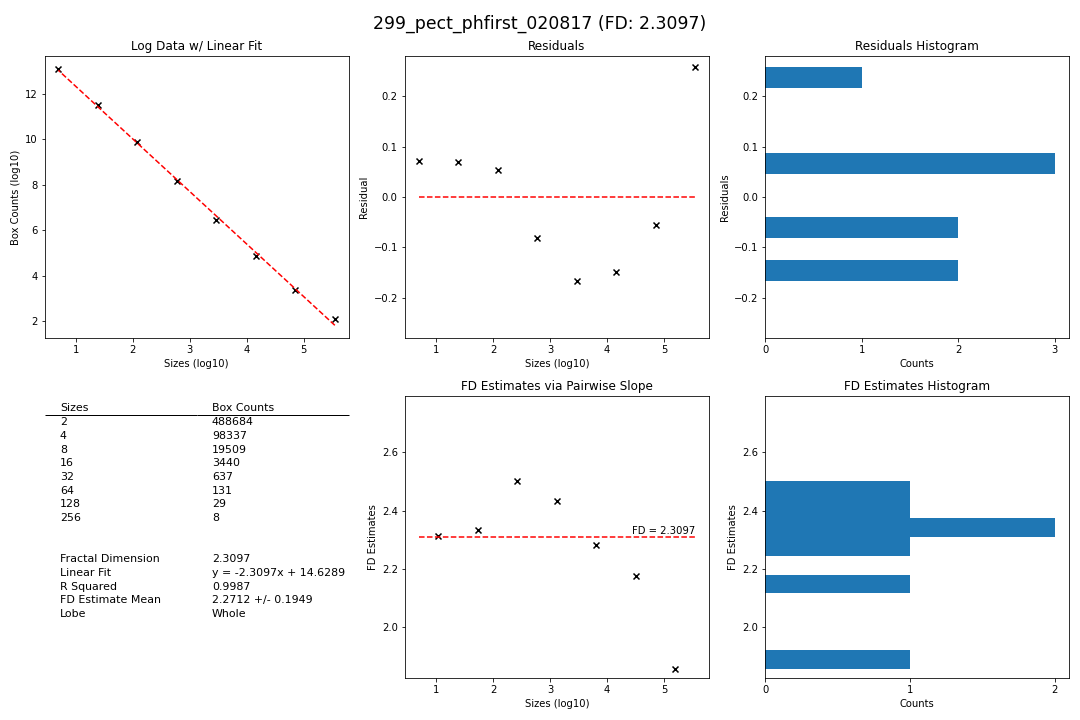 299_pect_phfirst_020817 (FD: 2.3097)
Log Data w/ Linear Fit
Box Counts (log10)
12
10
8
6
4
2
1 2 3 4 5
Sizes (log10)
Residuals
Residual
0.2
0.1
0.0
−0.1
−0.2
1 2 3 4 5
Sizes (log10)
Residuals Histogram
Residuals
0.2
0.1
0.0
−0.1
−0.2
0 1 2 3
Counts
Sizes Box Counts
2 488684
4 98337
8 19509
16 3440
32 637
64 131
128 29
256 8
Fractal Dimension 2.3097
Linear Fit y = -2.3097x + 14.6289
R Squared 0.9987
FD Estimate Mean 2.2712 +/- 0.1949
Lobe Whole
FD Estimates via Pairwise Slope
FD Estimates
2.6
2.4
2.2
2.0
FD = 2.3097
1 2 3 4 5
Sizes (log10)
FD Estimates Histogram
FD Estimates
2.6
2.4
2.2
2.0
0 1 2
Counts